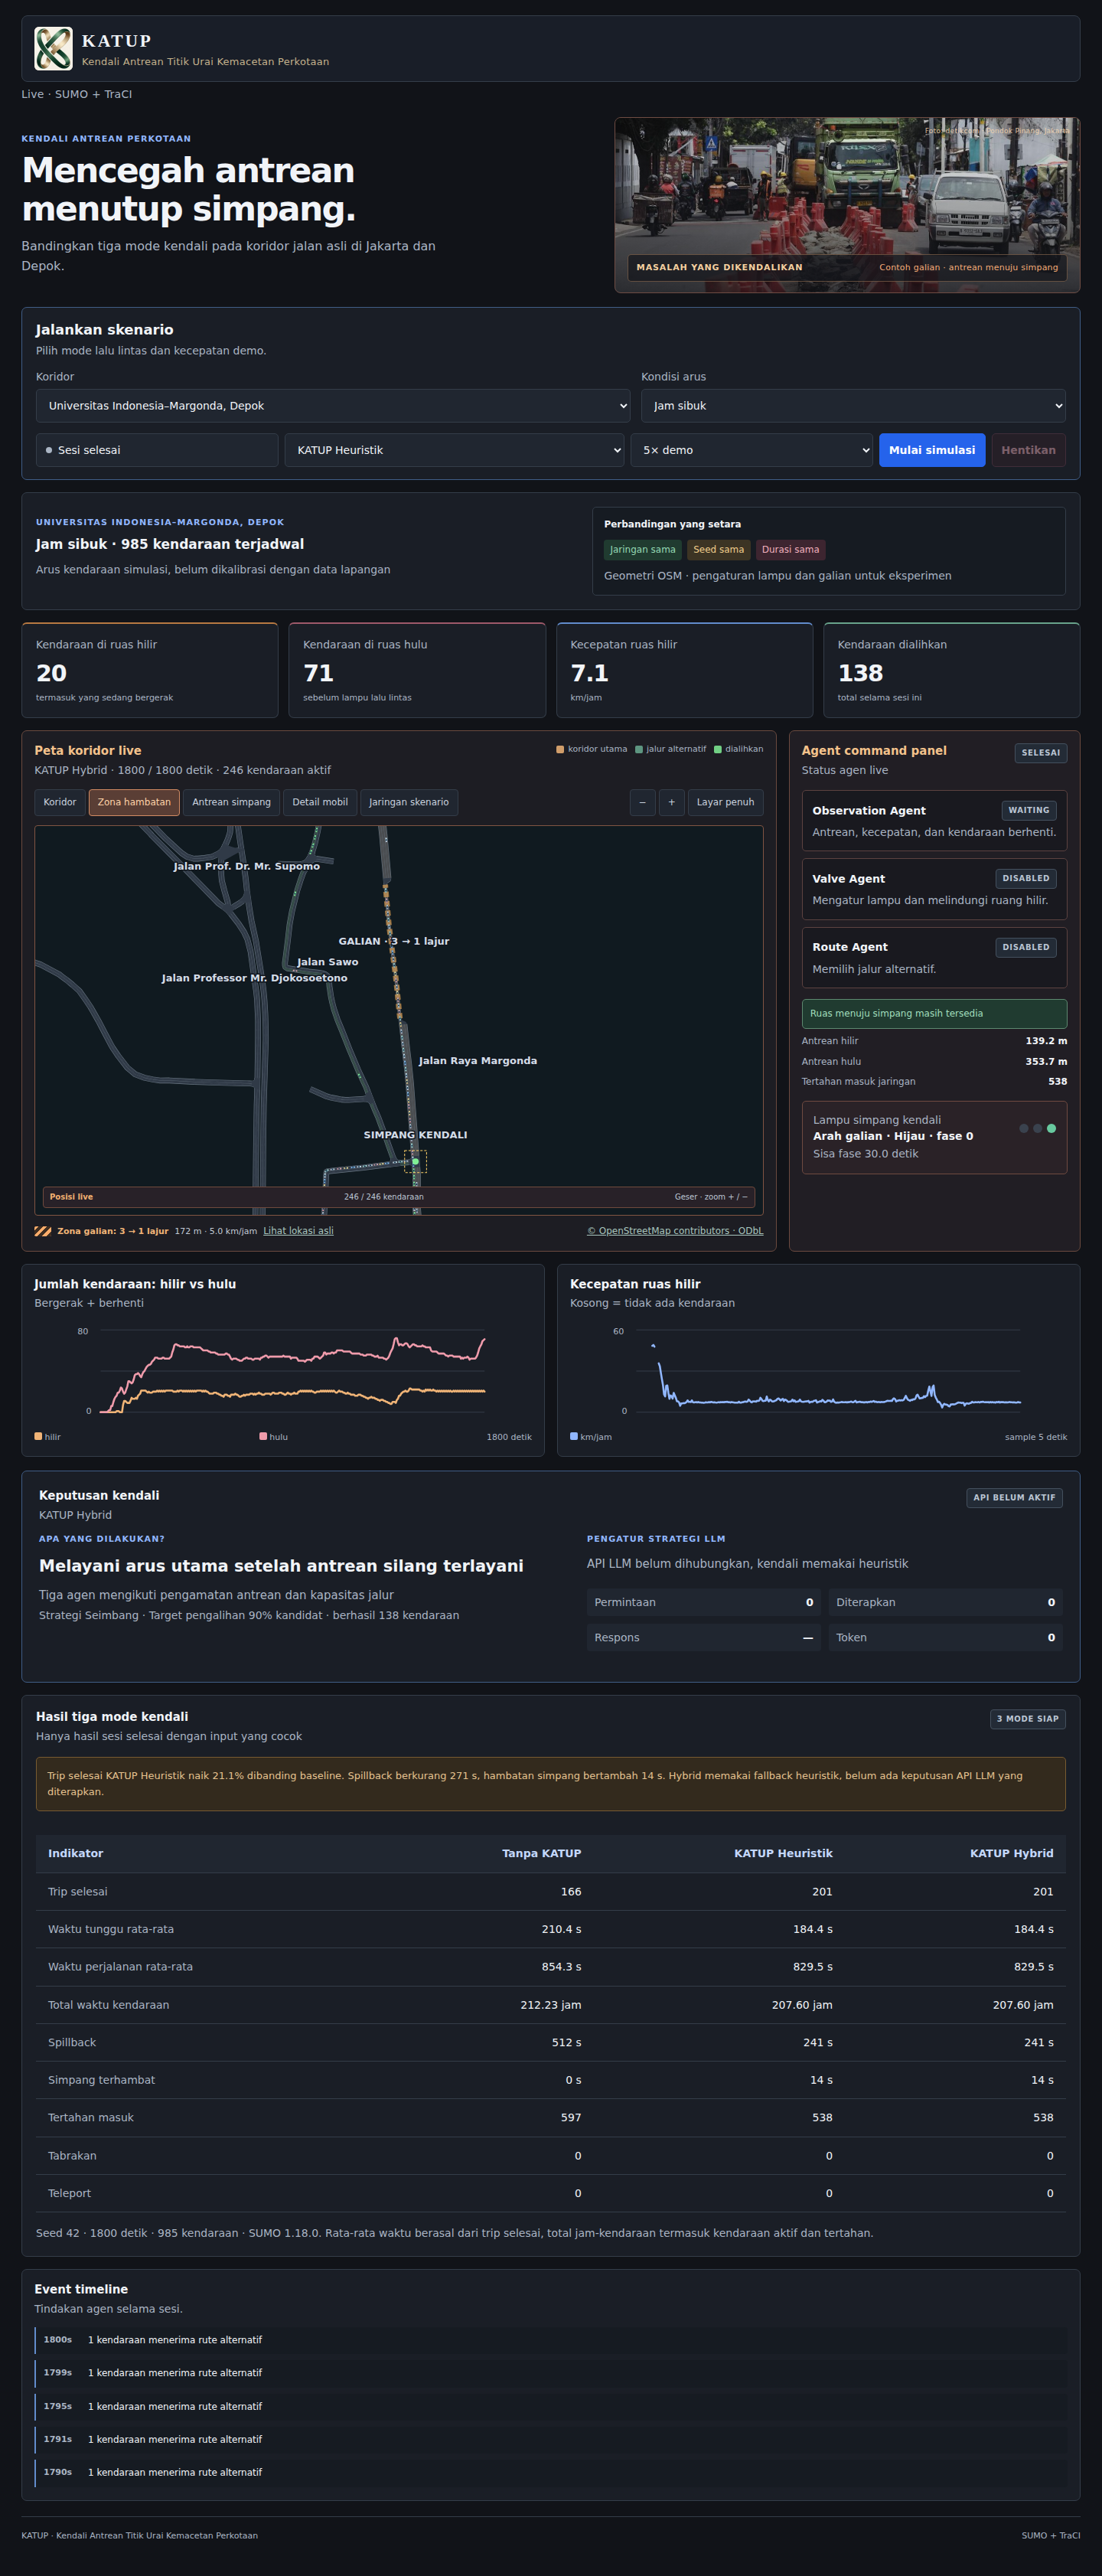 KATUP
Kendali Antrean Titik Urai Kemacetan Perkotaan
Live · SUMO + TraCI
KENDALI ANTREAN PERKOTAAN
Mencegah antrean
menutup simpang.
Bandingkan tiga mode kendali pada koridor jalan asli di Jakarta dan
Depok.
MASALAH YANG DIKENDALIKAN
Contoh galian · antrean menuju simpang
Jalankan skenario
Pilih mode lalu lintas dan kecepatan demo.
Koridor
Kondisi arus
Universitas Indonesia–Margonda, Depok
Jam sibuk
Sesi selesai
KATUP Heuristik
5× demo
Mulai simulasi
Hentikan
UNIVERSITAS INDONESIA–MARGONDA, DEPOK
Jam sibuk · 985 kendaraan terjadwal
Arus kendaraan simulasi, belum dikalibrasi dengan data lapangan
Perbandingan yang setara
Jaringan sama
Seed sama
Durasi sama
Geometri OSM · pengaturan lampu dan galian untuk eksperimen
Kendaraan di ruas hilir
20
termasuk yang sedang bergerak
Kendaraan di ruas hulu
71
sebelum lampu lalu lintas
Kecepatan ruas hilir
7.1
km/jam
Kendaraan dialihkan
138
total selama sesi ini
Peta koridor live
KATUP Hybrid · 1800 / 1800 detik · 246 kendaraan aktif
koridor utama
jalur alternatif
dialihkan
Koridor
Zona hambatan
Antrean simpang
Detail mobil
Jaringan skenario
−
+
Layar penuh
Jalan Prof. Dr. Mr. Supomo
GALIAN · 3 → 1 lajur
Jalan Sawo
Jalan Professor Mr. Djokosoetono
Jalan Raya Margonda
SIMPANG KENDALI
Posisi live
246 / 246 kendaraan
Geser · zoom + / −
Zona galian: 3 → 1 lajur
172 m · 5.0 km/jam
Lihat lokasi asli
© OpenStreetMap contributors · ODbL
Agent command panel
Status agen live
SELESAI
Observation Agent
WAITING
Antrean, kecepatan, dan kendaraan berhenti.
Valve Agent
DISABLED
Mengatur lampu dan melindungi ruang hilir.
Route Agent
DISABLED
Memilih jalur alternatif.
Ruas menuju simpang masih tersedia
Antrean hilir 139.2 m
Antrean hulu 353.7 m
Tertahan masuk jaringan 538
Lampu simpang kendali
Arah galian · Hijau · fase 0
Sisa fase 30.0 detik
Jumlah kendaraan: hilir vs hulu
Bergerak + berhenti
80
0
hilir
hulu
1800 detik
Kecepatan ruas hilir
Kosong = tidak ada kendaraan
60
0
km/jam
sample 5 detik
Keputusan kendali
KATUP Hybrid
API BELUM AKTIF
APA YANG DILAKUKAN?
Melayani arus utama setelah antrean silang terlayani
Tiga agen mengikuti pengamatan antrean dan kapasitas jalur
Strategi Seimbang · Target pengalihan 90% kandidat · berhasil 138 kendaraan
PENGATUR STRATEGI LLM
API LLM belum dihubungkan, kendali memakai heuristik
Permintaan 0
Diterapkan 0
Respons —
Token 0
Hasil tiga mode kendali
Hanya hasil sesi selesai dengan input yang cocok
3 MODE SIAP
Trip selesai KATUP Heuristik naik 21.1% dibanding baseline. Spillback berkurang 271 s, hambatan simpang bertambah 14 s. Hybrid memakai fallback heuristik, belum ada keputusan API LLM yang
diterapkan.
Indikator Tanpa KATUP KATUP Heuristik KATUP Hybrid
Trip selesai 166 201 201
Waktu tunggu rata-rata 210.4 s 184.4 s 184.4 s
Waktu perjalanan rata-rata 854.3 s 829.5 s 829.5 s
Total waktu kendaraan 212.23 jam 207.60 jam 207.60 jam
Spillback 512 s 241 s 241 s
Simpang terhambat 0 s 14 s 14 s
Tertahan masuk 597 538 538
Tabrakan 0 0 0
Teleport 0 0 0
Seed 42 · 1800 detik · 985 kendaraan · SUMO 1.18.0. Rata-rata waktu berasal dari trip selesai, total jam-kendaraan termasuk kendaraan aktif dan tertahan.
Event timeline
Tindakan agen selama sesi.
1800s 1 kendaraan menerima rute alternatif
1799s 1 kendaraan menerima rute alternatif
1795s 1 kendaraan menerima rute alternatif
1791s 1 kendaraan menerima rute alternatif
1790s 1 kendaraan menerima rute alternatif
KATUP · Kendali Antrean Titik Urai Kemacetan Perkotaan
SUMO + TraCI